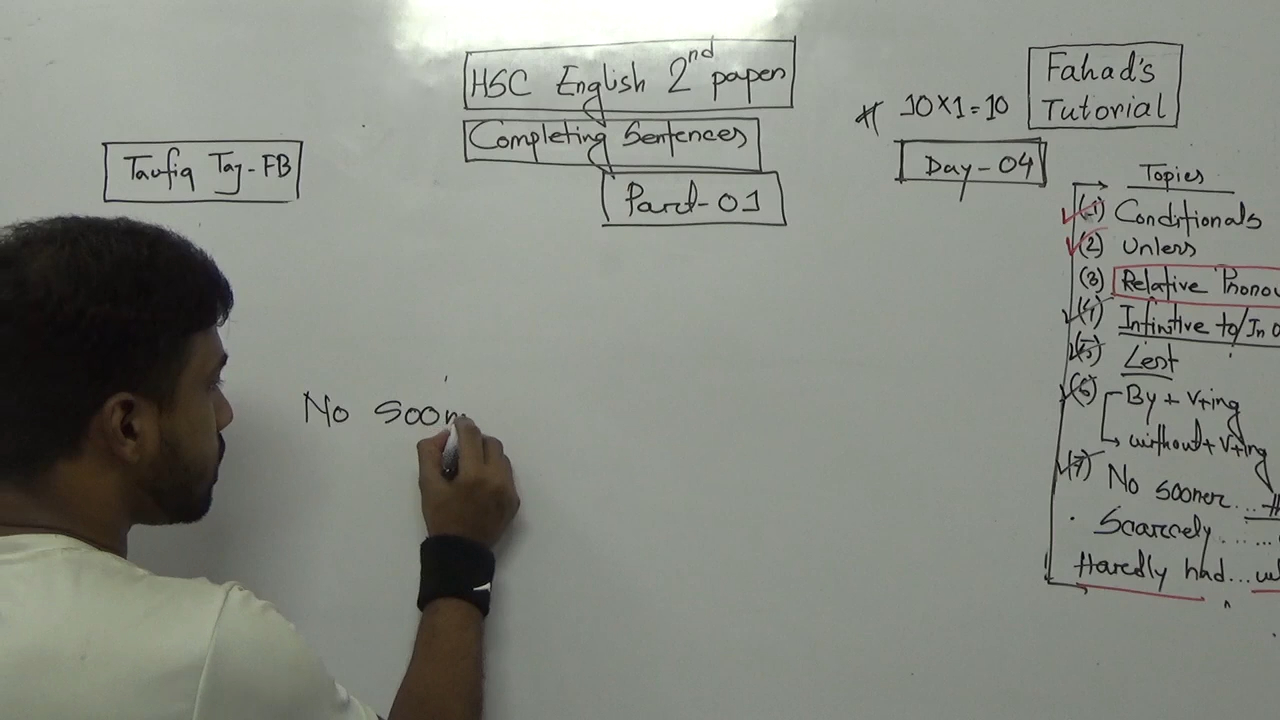 HSC English 2nd paper
Completing Sentences
Part-01
Taufiq Taj-FB
* 10×1=10
Day-04
Fahad's
Tutorial
Topics
(1) Conditionals
(2) Unless
(3) Relative Pronou
(4) Infinitive to/In o
(5) Lest
(6) By + V+ing
without + V+ing
(7) No sooner...
Scarcely......
Haredly had...
No soon